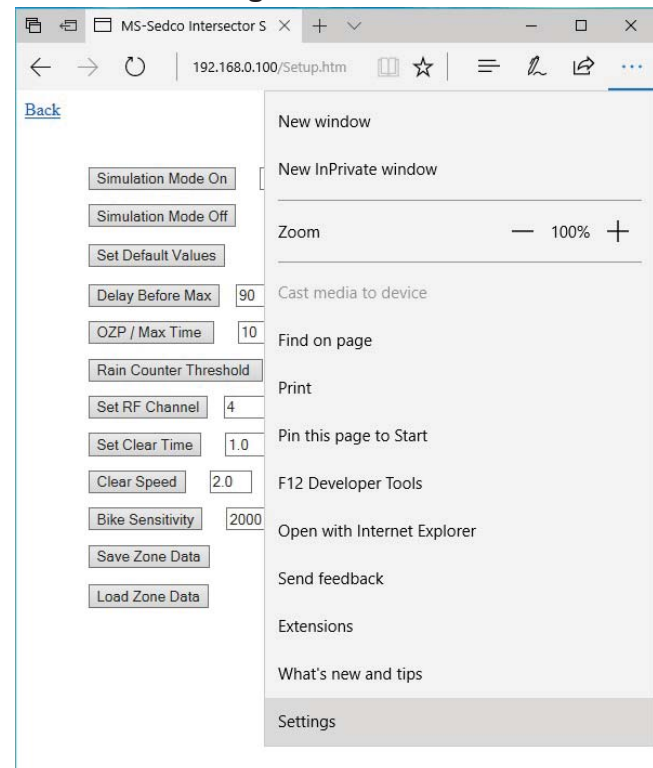 MS-Sedco Intersector S
192.168.0.100/Setup.htm
Back
Simulation Mode On
Simulation Mode Off
Set Default Values
Delay Before Max 90
OZP / Max Time 10
Rain Counter Threshold
Set RF Channel 4
Set Clear Time 1.0
Clear Speed 2.0
Bike Sensitivity 2000
Save Zone Data
Load Zone Data
New window
New InPrivate window
Zoom 100%
Cast media to device
Find on page
Print
Pin this page to Start
F12 Developer Tools
Open with Internet Explorer
Send feedback
Extensions
What's new and tips
Settings